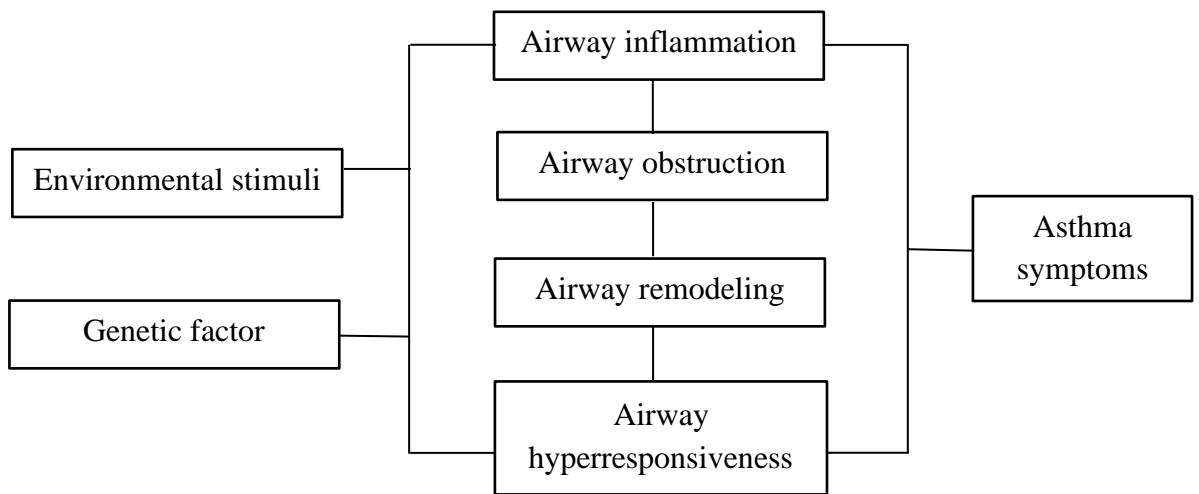 Airway inflammation
Environmental stimuli
Airway obstruction
Genetic factor
Airway remodeling
Airway
hyperresponsiveness
Asthma
symptoms